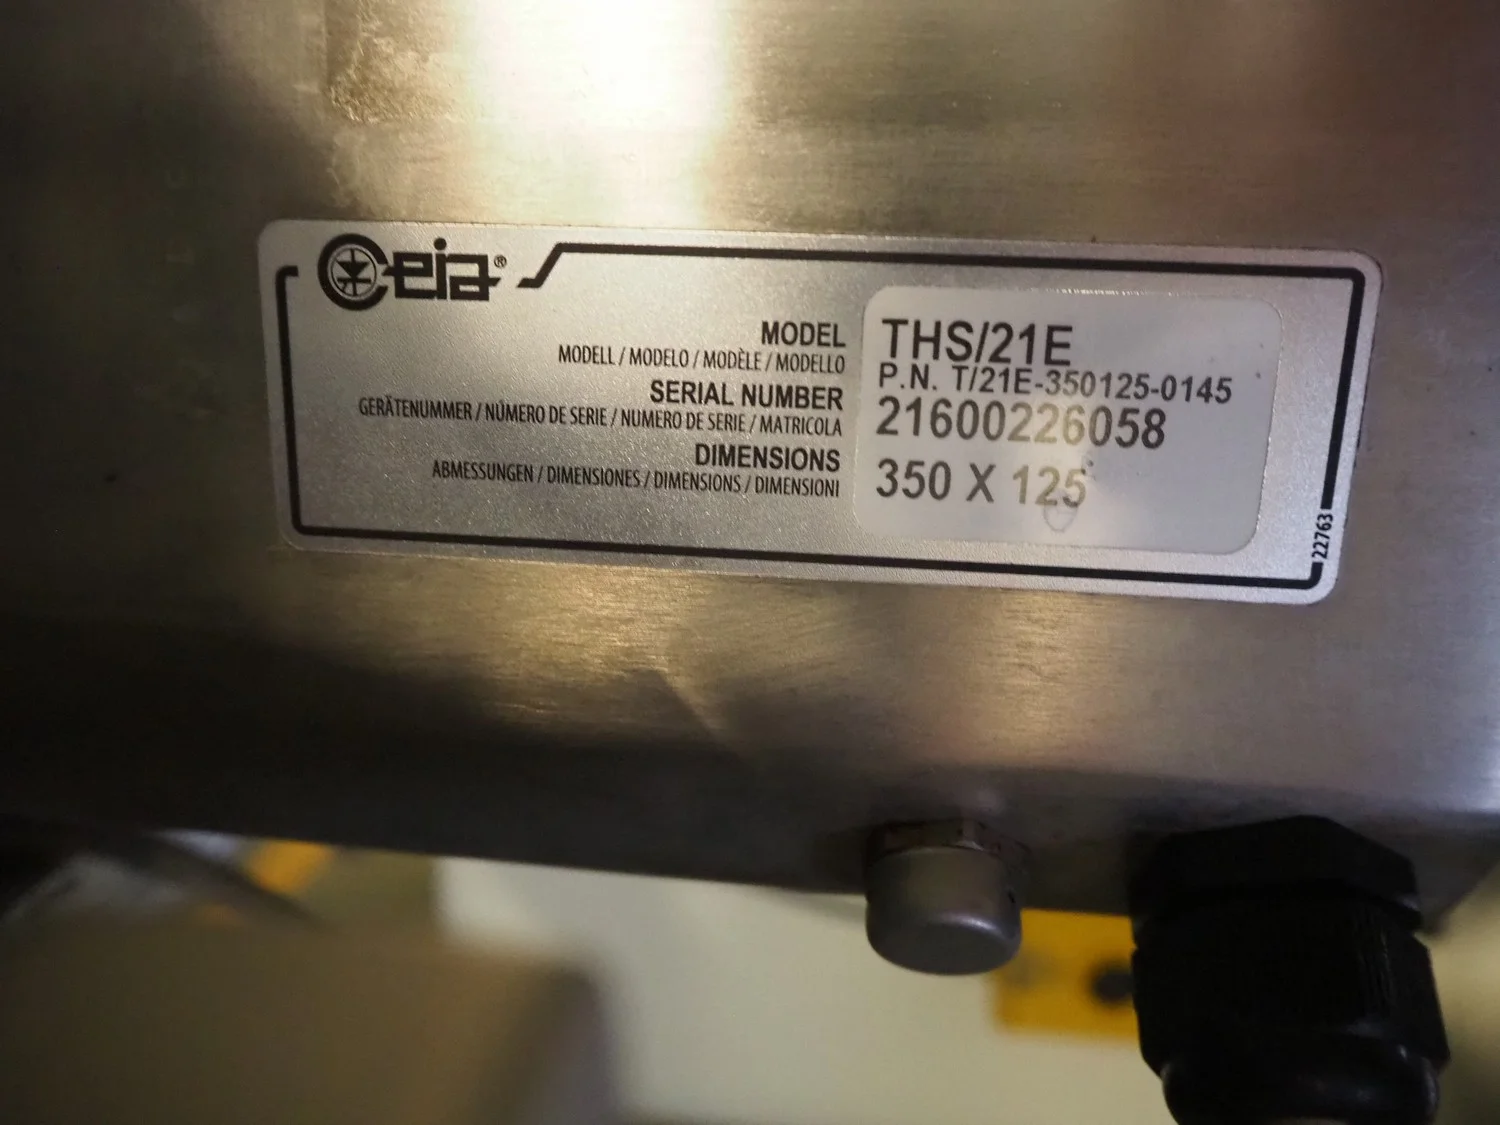 Ceia®
MODEL THS/21E
MODELL / MODELO / MODÈLE / MODELLO P.N. T/21E-350125-0145
SERIAL NUMBER 21600226058
GERÄTENUMMER / NÚMERO DE SERIE / NUMERO DE SERIE / MATRICOLA
DIMENSIONS 350 X 125
ABMESSUNGEN / DIMENSIONES / DIMENSIONS / DIMENSIONI
22763